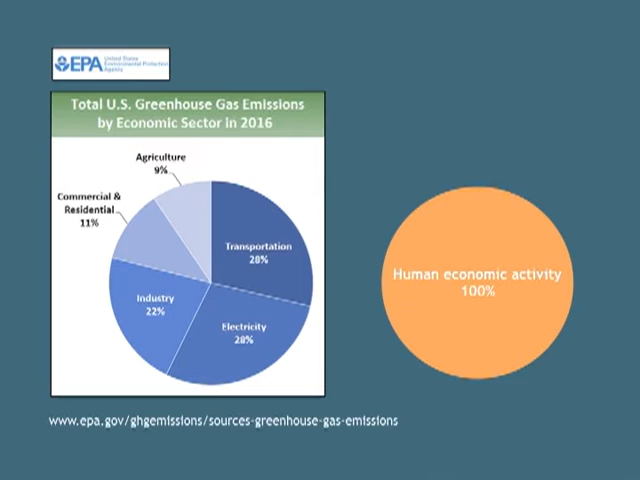 EPA United States
Environmental Protection
Agency
Total U.S. Greenhouse Gas Emissions
by Economic Sector in 2016
Agriculture
9%
Commercial &
Residential
11%
Transportation
28%
Industry
22%
Electricity
28%
Human economic activity
100%
www.epa.gov/ghgemissions/sources-greenhouse-gas-emissions